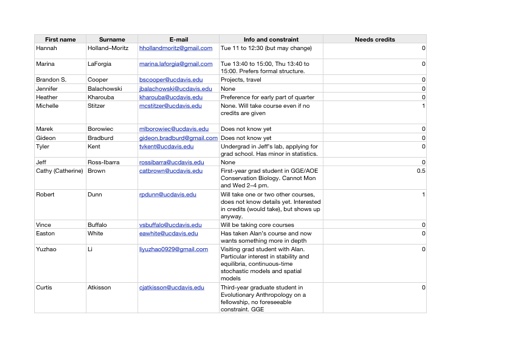 First name Surname E-mail Info and constraint Needs credits
Hannah Holland–Moritz hhollandmoritz@gmail.com Tue 11 to 12:30 (but may change) 0
Marina LaForgia marina.laforgia@gmail.com Tue 13:40 to 15:00, Thu 13:40 to 0
15:00. Prefers formal structure.
Brandon S. Cooper bscooper@ucdavis.edu Projects, travel 0
Jennifer Balachowski jbalachowski@ucdavis.edu None 0
Heather Kharouba kharouba@ucdavis.edu Preference for early part of quarter 0
Michelle Stitzer mcstitzer@ucdavis.edu None. Will take course even if no 1
credits are given
Marek Borowiec mlborowiec@ucdavis.edu Does not know yet 0
Gideon Bradburd gideon.bradburd@gmail.com Does not know yet 0
Tyler Kent tvkent@ucdavis.edu Undergrad in Jeff's lab, applying for 0
grad school. Has minor in statistics.
Jeff Ross-Ibarra rossibarra@ucdavis.edu None 0
Cathy (Catherine) Brown catbrown@ucdavis.edu First-year grad student in GGE/AOE 0.5
Conservation Biology. Cannot Mon
and Wed 2–4 pm.
Robert Dunn rpdunn@ucdavis.edu Will take one or two other courses, 1
does not know details yet. Interested
in credits (would take), but shows up
anyway.
Vince Buffalo vsbuffalo@ucdavis.edu Will be taking core courses 0
Easton White eawhite@ucdavis.edu Has taken Alan's course and now 0
wants something more in depth
Yuzhao Li liyuzhao0929@gmail.com Visiting grad student with Alan. 0
Particular interest in stability and
equilibria, continuous-time
stochastic models and spatial
models
Curtis Atkisson cjatkisson@ucdavis.edu Third-year graduate student in 0
Evolutionary Anthropology on a
fellowship, no foreseeable
constraint. GGE